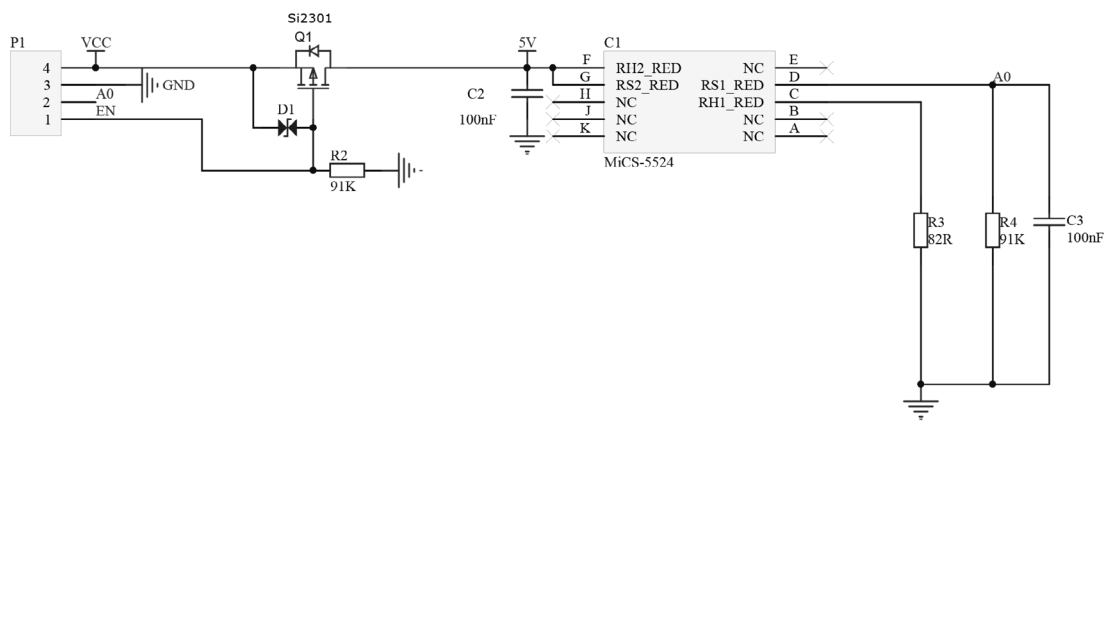 Si2301
P1
VCC
Q1
5V
C1
4
3
2
1
GND
A0
EN
D1
R2
91K
C2
100nF
F
G
H
J
K
RH2_RED
RS2_RED
NC
NC
NC
NC
RS1_RED
RH1_RED
NC
NC
E
D
C
B
A
MiCS-5524
A0
R3
82R
R4
91K
C3
100nF